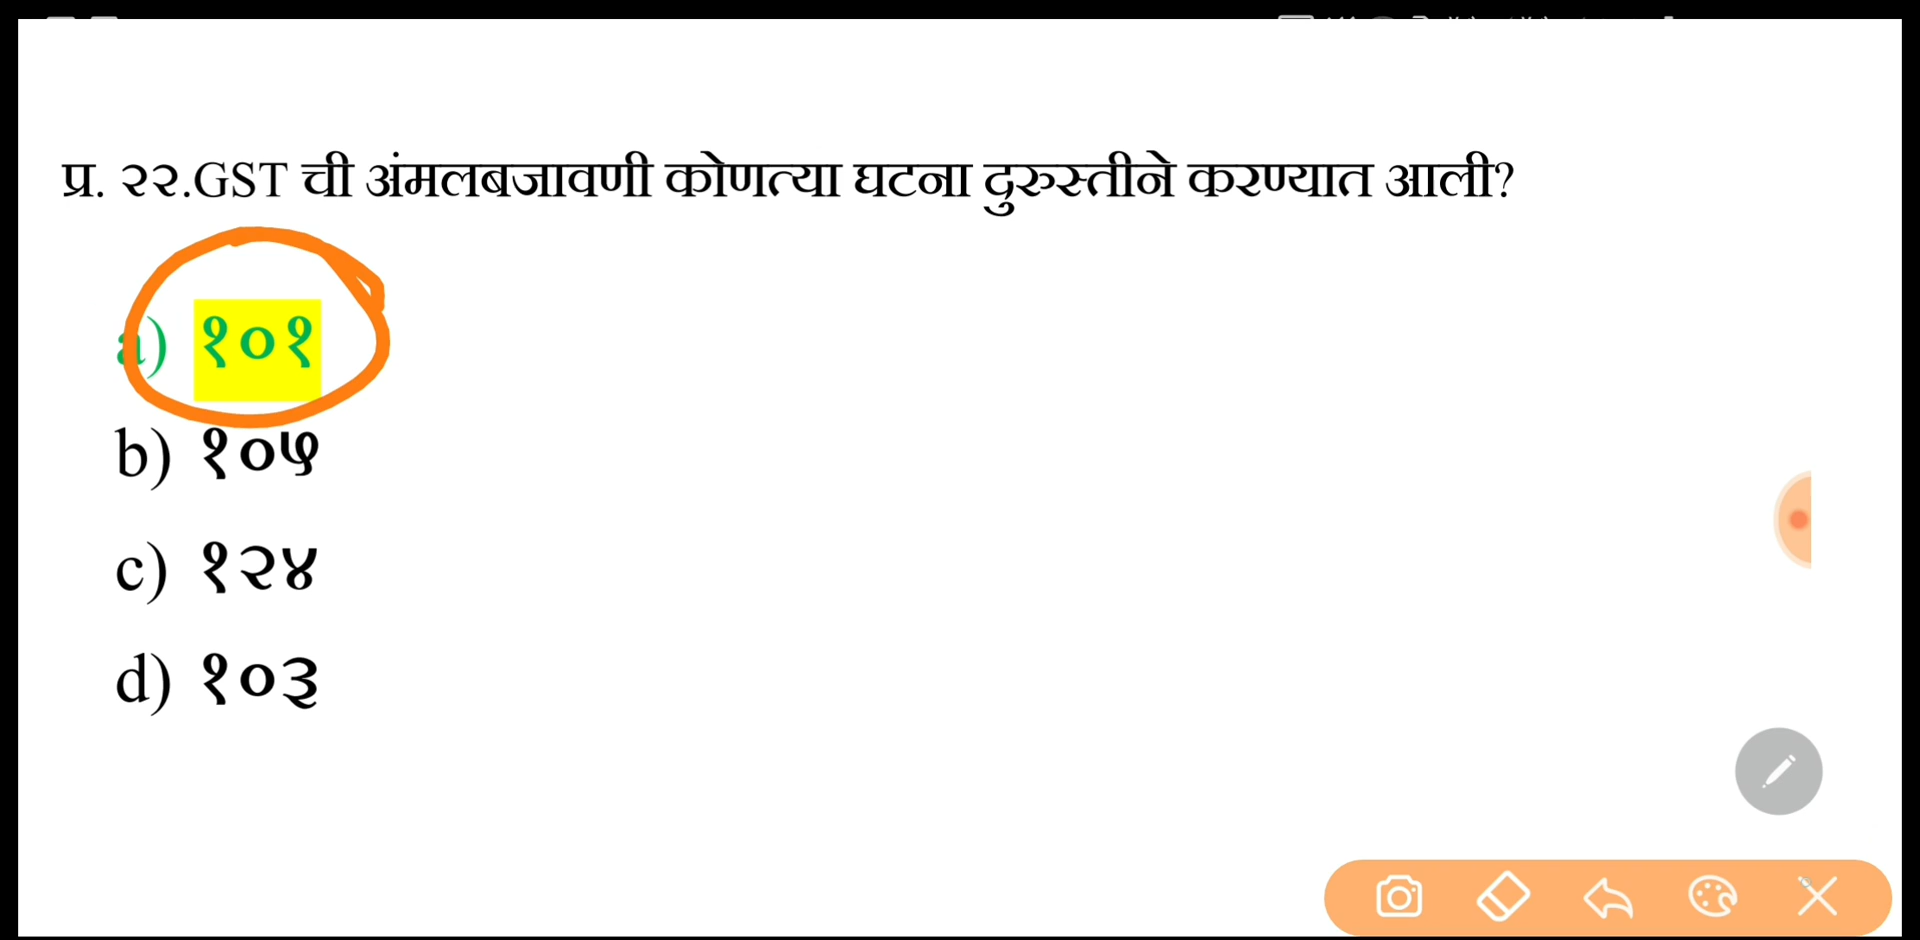 प्र. २२.GST ची अंमलबजावणी कोणत्या घटना दुरुस्तीने करण्यात आली?
a) १०१
b) १०५
c) १२४
d) १०३